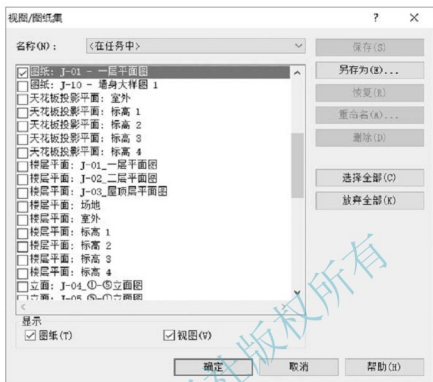 视图/图纸集
? ×
名称(N): <在任务中>
保存(S)
另存为(E)...
恢复(R)
重命名(A)...
删除(D)
选择全部(C)
放弃全部(K)
图纸: J-01 - 一层平面图
图纸: J-10 - 墙身大样图 1
天花板投影平面: 室外
天花板投影平面: 标高 1
天花板投影平面: 标高 2
天花板投影平面: 标高 3
天花板投影平面: 标高 4
楼层平面: J-01_一层平面图
楼层平面: J-02_二层平面图
楼层平面: J-03_屋顶层平面图
楼层平面: 场地
楼层平面: 室外
楼层平面: 标高 1
楼层平面: 标高 2
楼层平面: 标高 3
楼层平面: 标高 4
立面: J-04_①-⑤立面图
立面: J-05_⑤-①立面图
显示
图纸(T)
视图(V)
确定
取消
帮助(H)
社版权所有